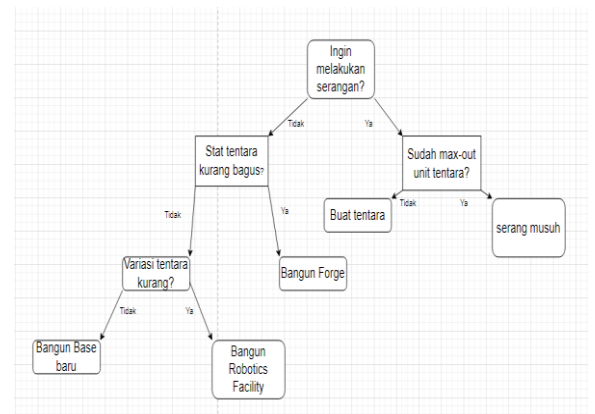 Ingin
melakukan
serangan?
Tidak
Ya
Stat tentara
kurang bagus?
Sudah max-out
unit tentara?
Tidak
Ya
Tidak
Ya
Buat tentara
serang musuh
Variasi tentara
kurang?
Bangun Forge
Tidak
Ya
Bangun Base
baru
Bangun
Robotics
Facility